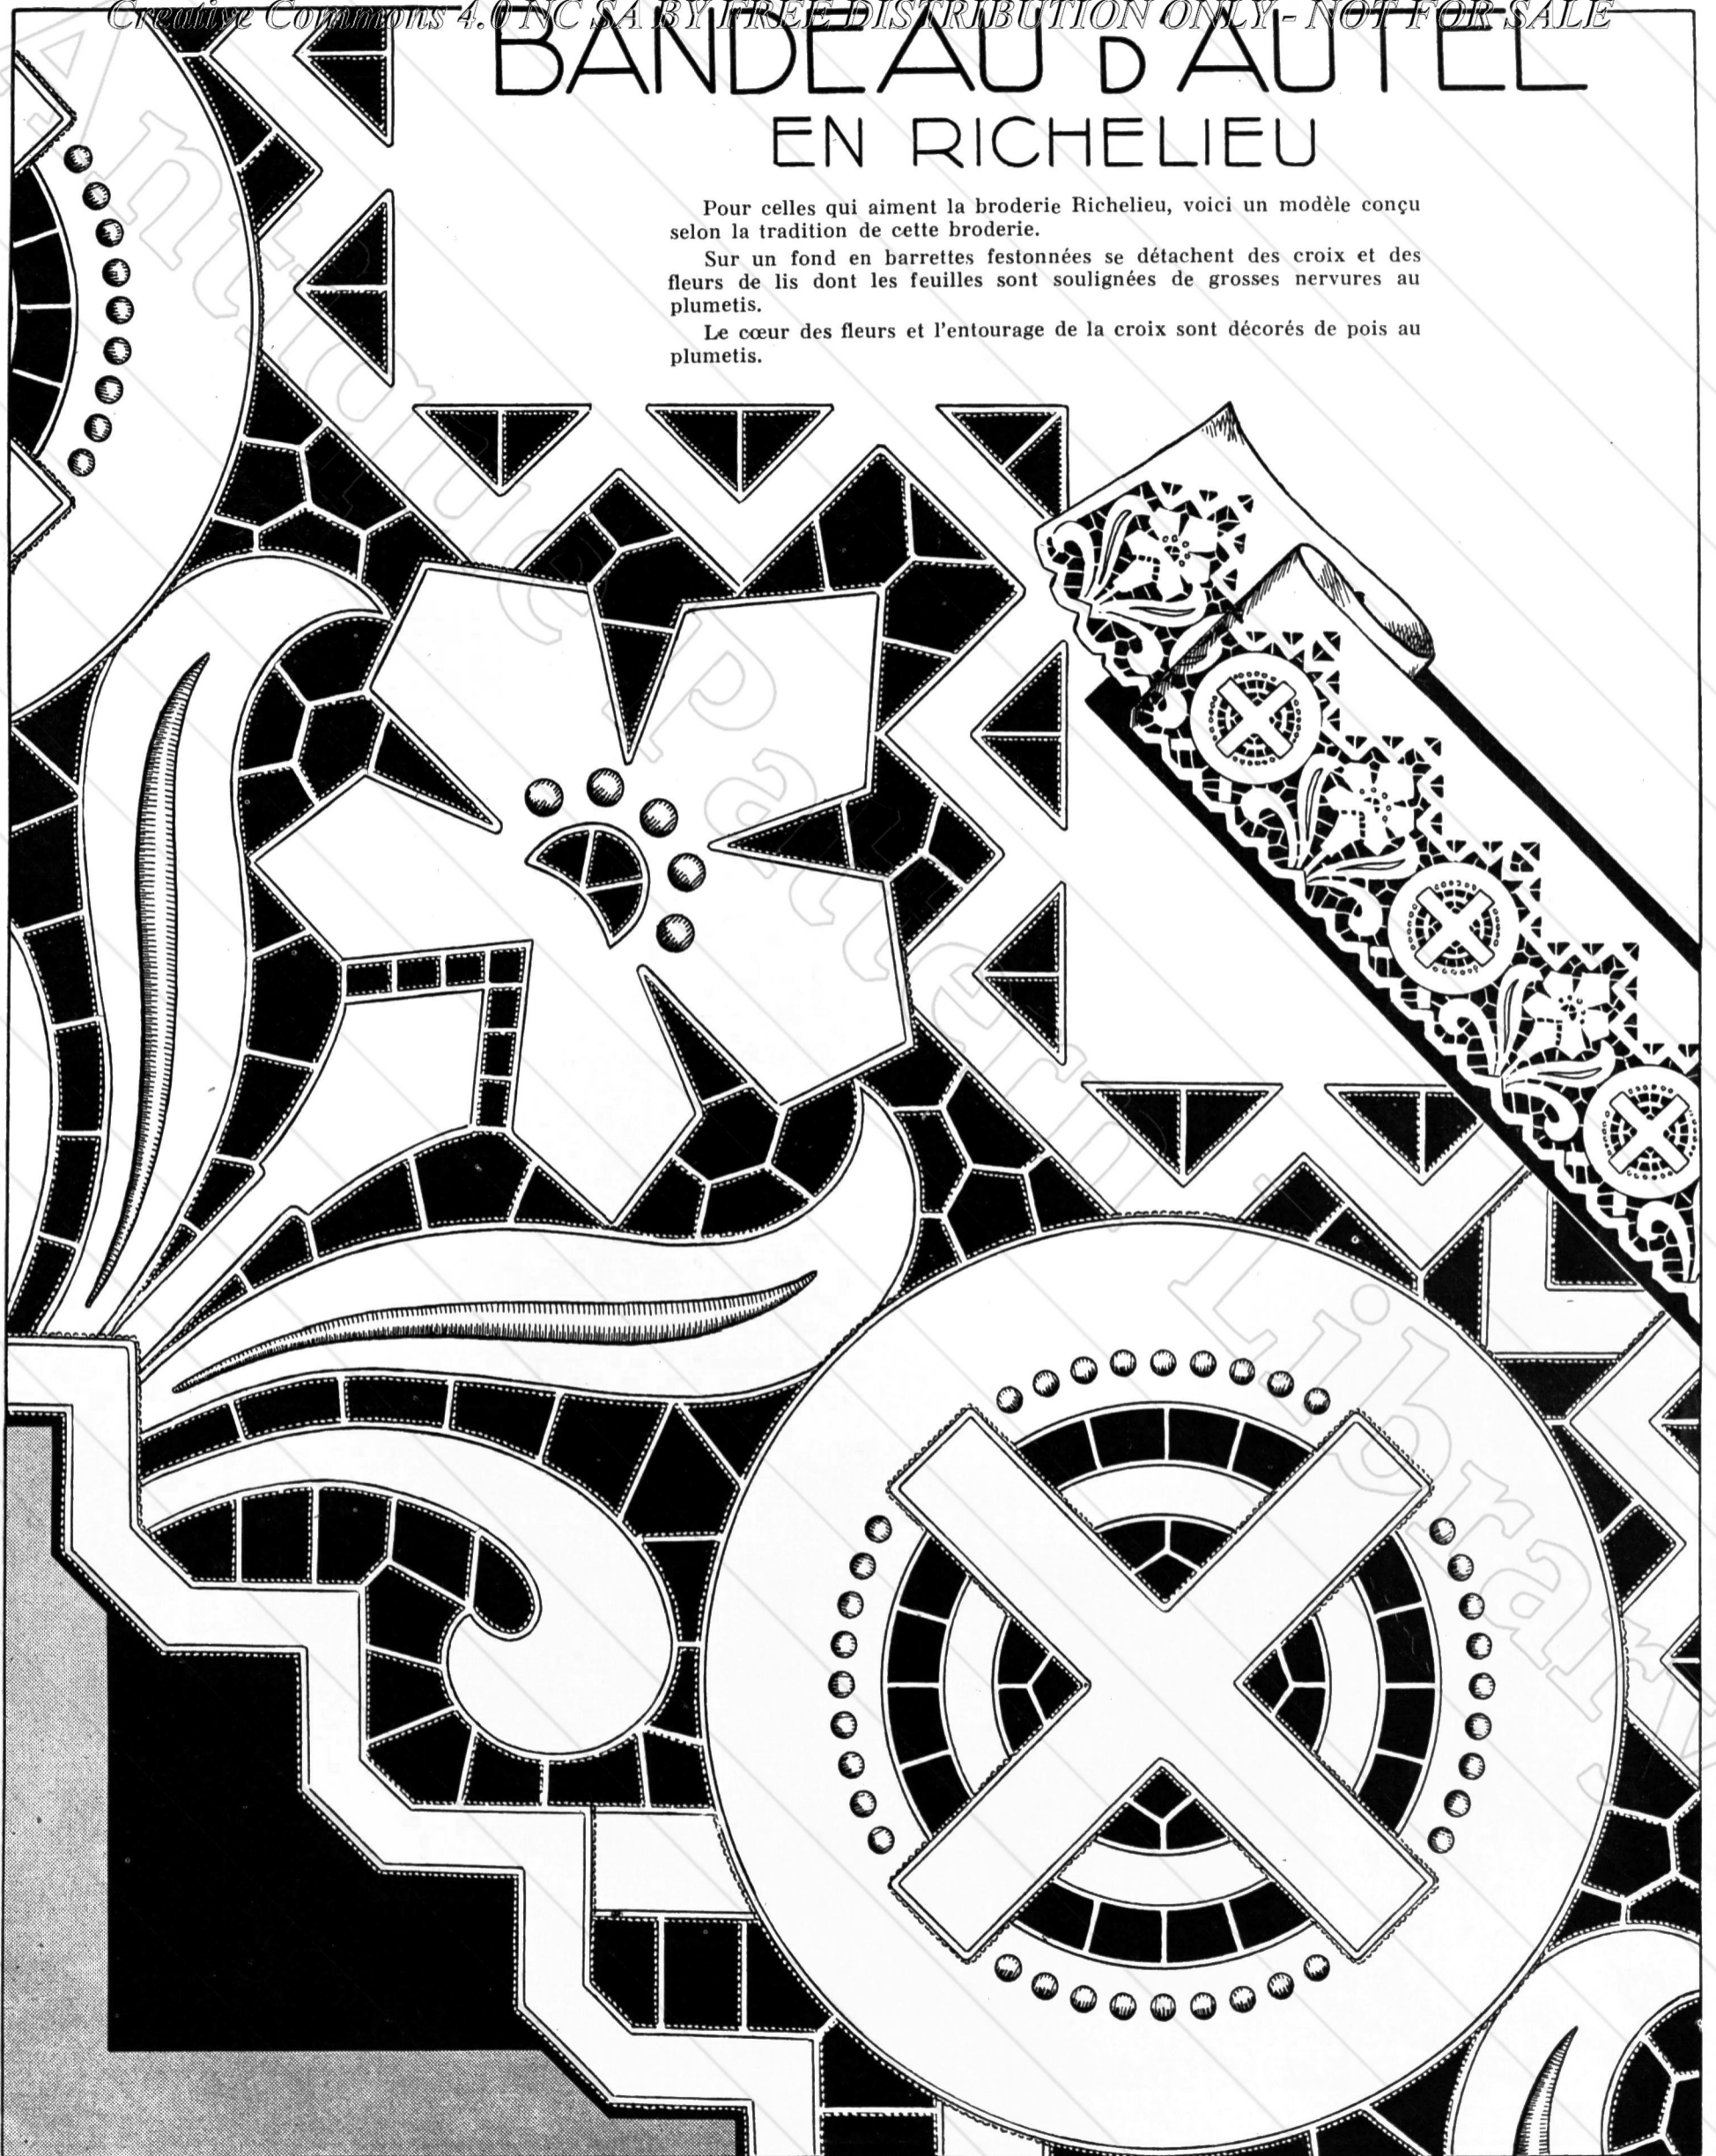 Creative Commons 4.0 NC SA BY FREE DISTRIBUTION ONLY - NOT FOR SALE
BANDEAU D'AUTEL
EN RICHELIEU
Pour celles qui aiment la broderie Richelieu, voici un modèle conçu
selon la tradition de cette broderie.
Sur un fond en barrettes festonnées se détachent des croix et des
fleurs de lis dont les feuilles sont soulignées de grosses nervures au
plumetis.
Le cœur des fleurs et l'entourage de la croix sont décorés de pois au
plumetis.
Antique Pattern Library